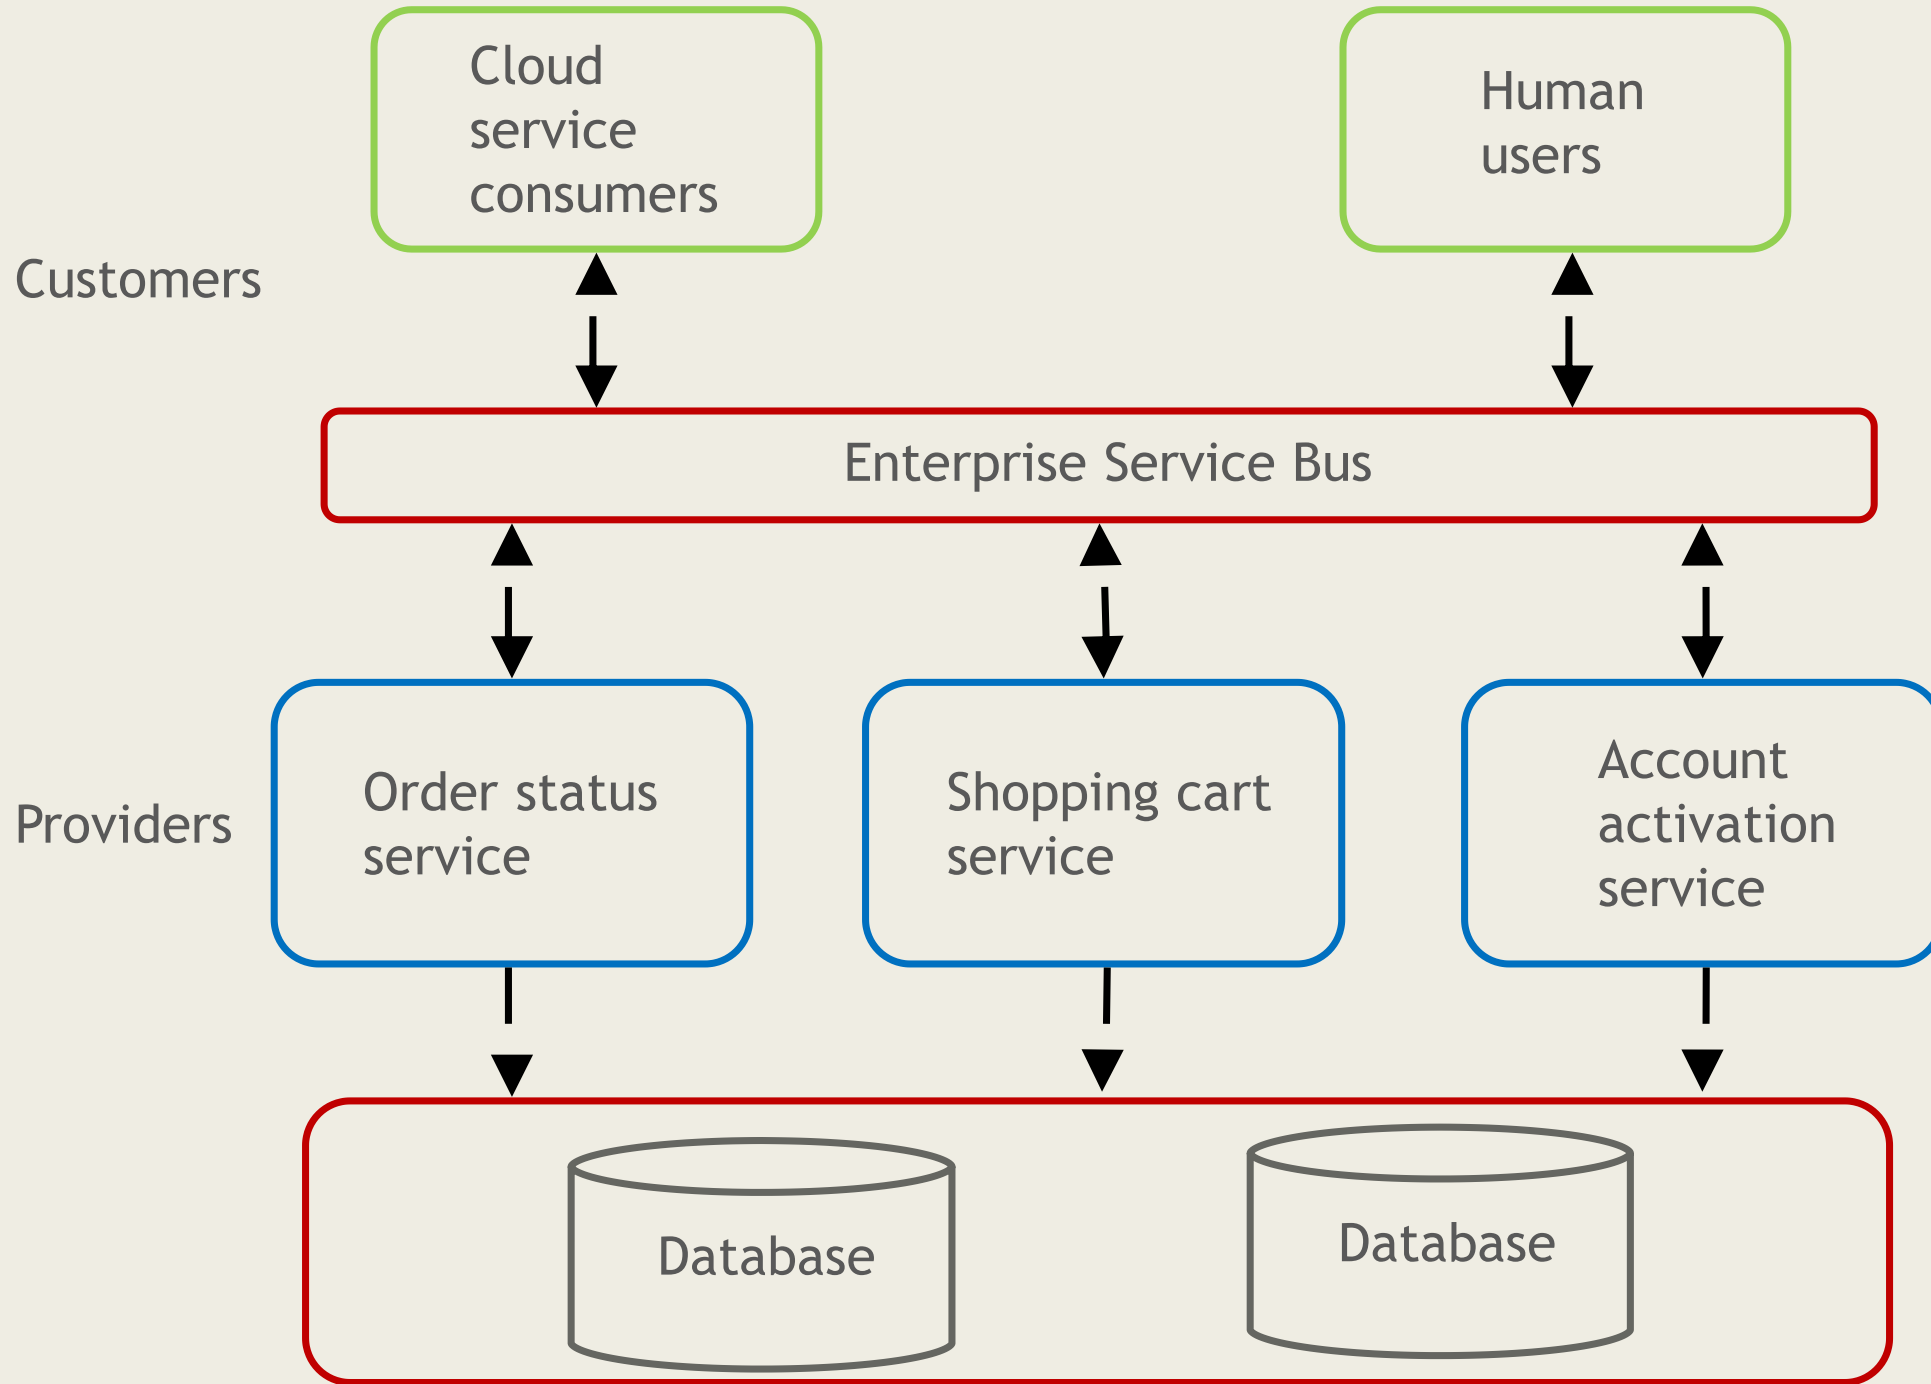 Cloud
service
consumers
Human
users
Customers
Enterprise Service Bus
Order status
service
Shopping cart
service
Account
activation
service
Providers
Database
Database